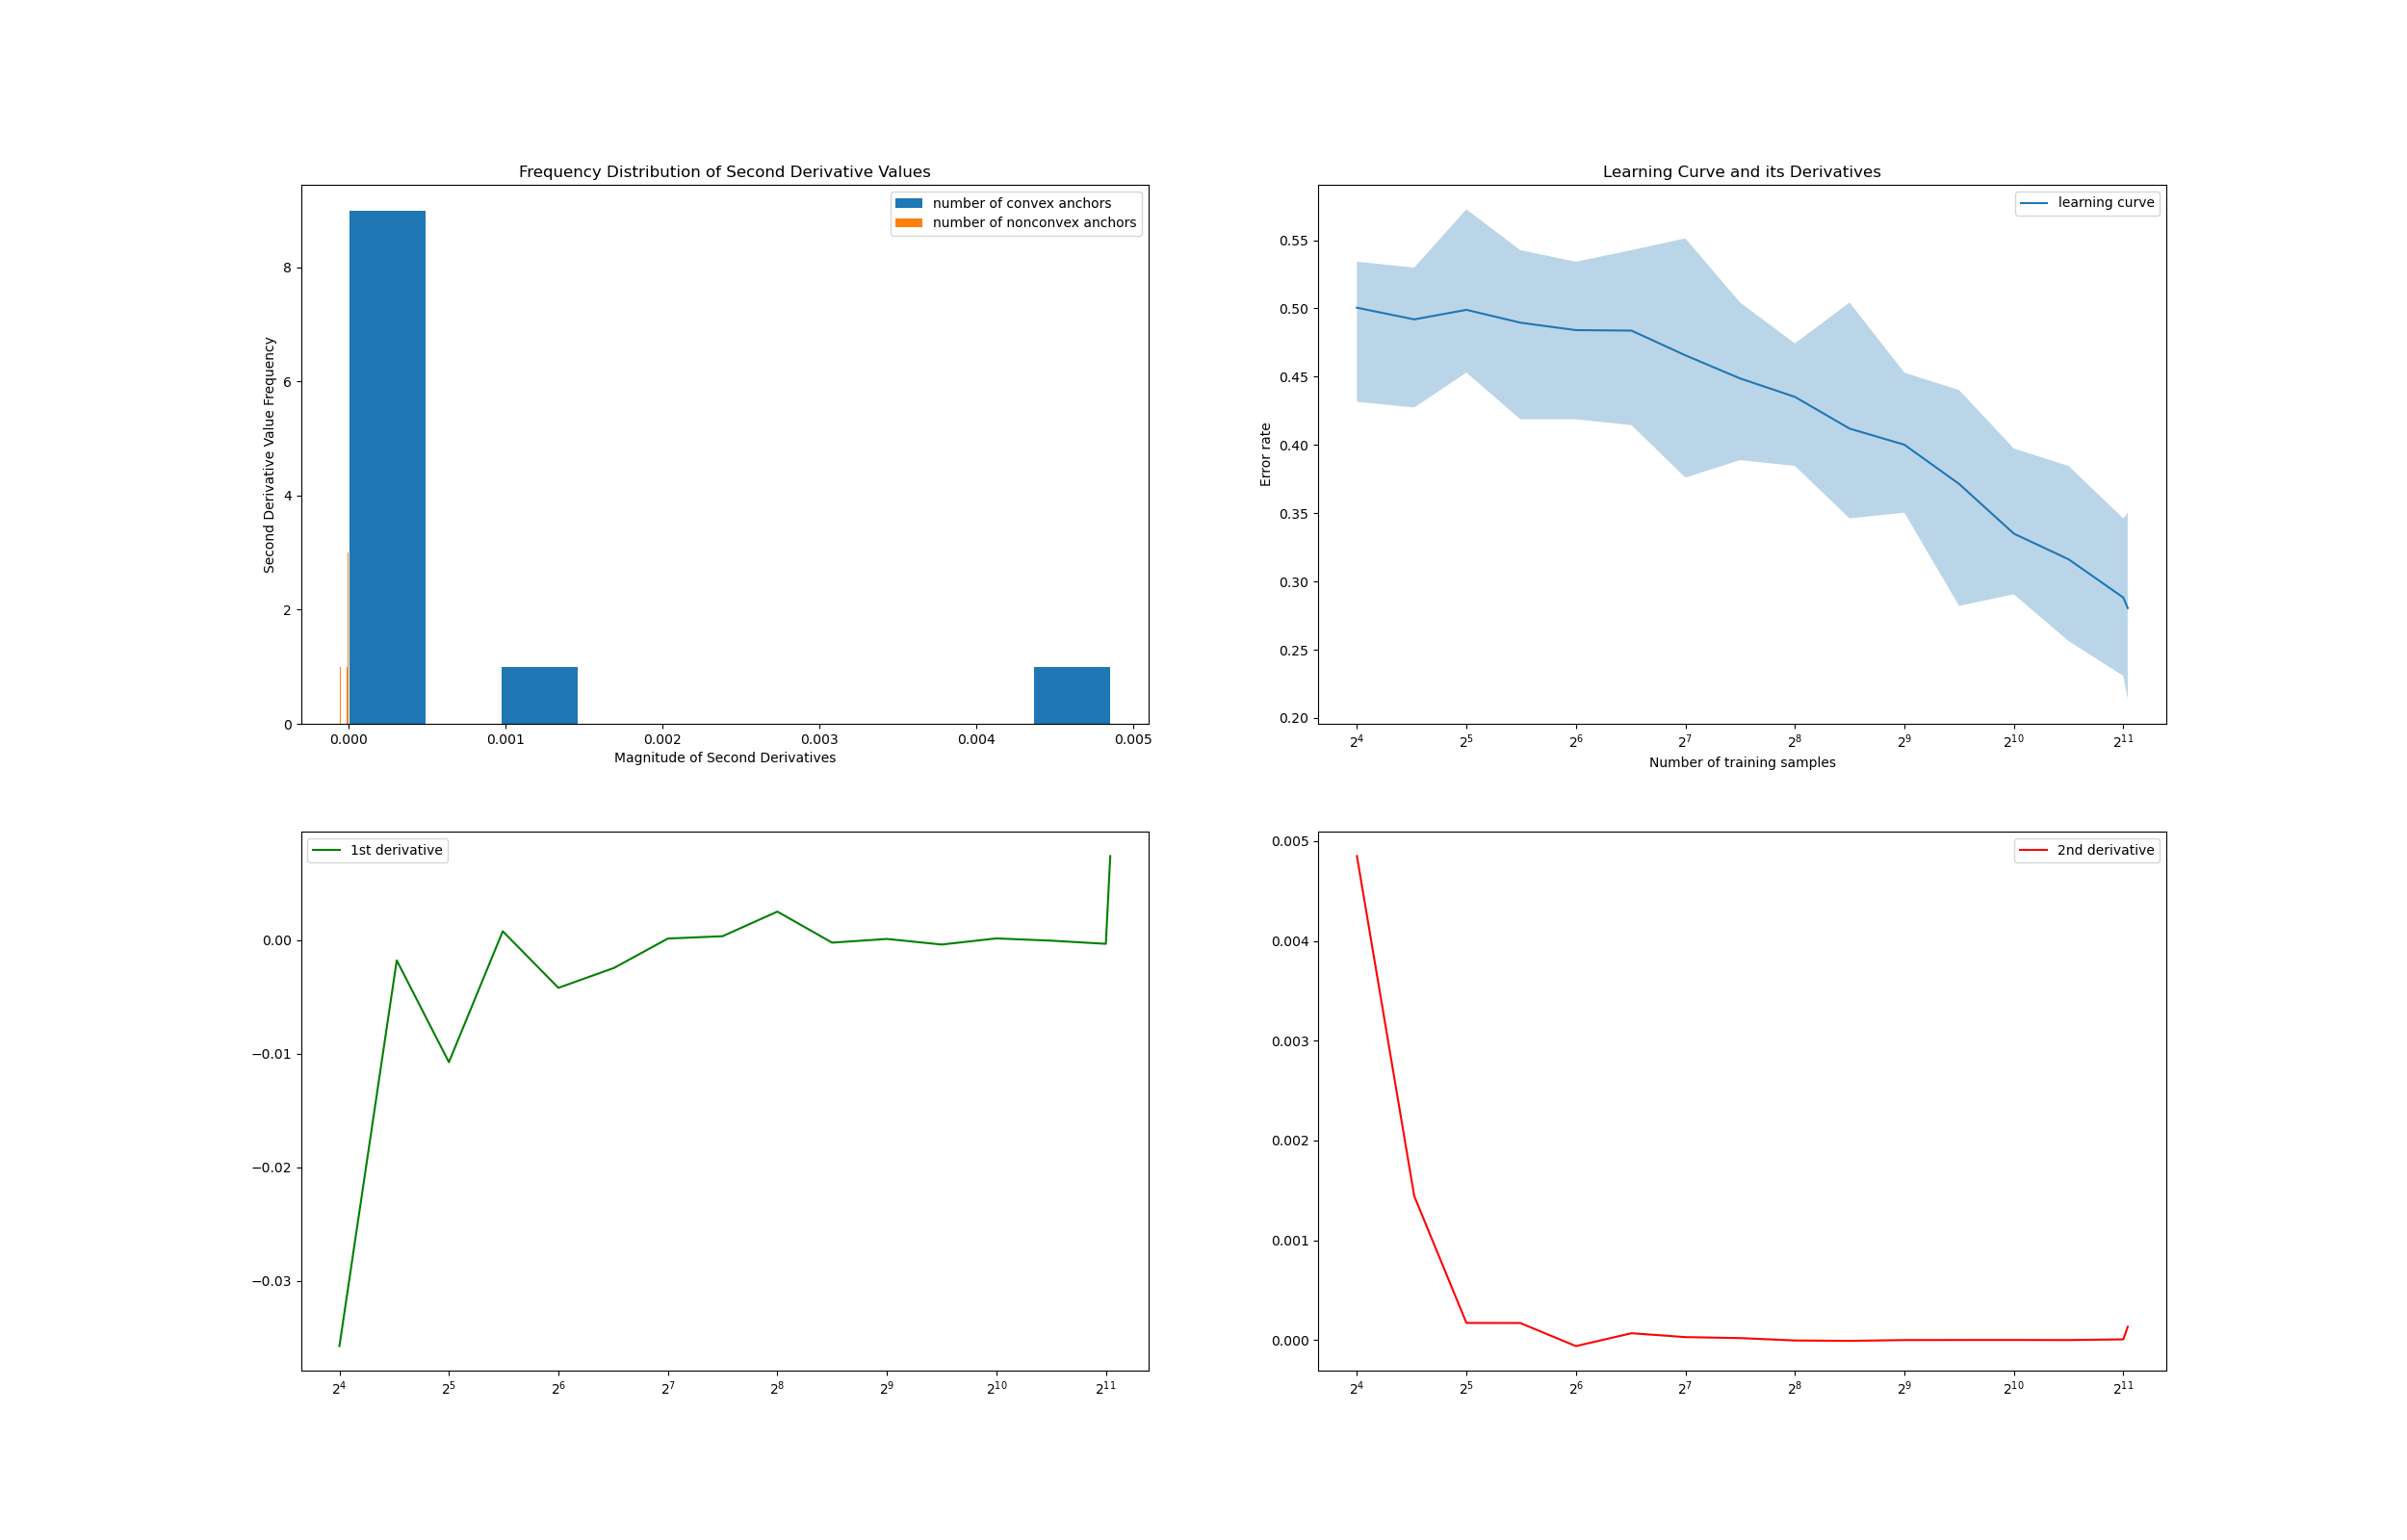 Frequency Distribution of Second Derivative Values
number of convex anchors
number of nonconvex anchors
8
6
4
2
0
Second Derivative Value Frequency
0.000 0.001 0.002 0.003 0.004 0.005
Magnitude of Second Derivatives
Learning Curve and its Derivatives
learning curve
0.55
0.50
0.45
0.40
0.35
0.30
0.25
0.20
Error rate
2⁴ 2⁵ 2⁶ 2⁷ 2⁸ 2⁹ 2¹⁰ 2¹¹
Number of training samples
1st derivative
0.00
−0.01
−0.02
−0.03
2⁴ 2⁵ 2⁶ 2⁷ 2⁸ 2⁹ 2¹⁰ 2¹¹
2nd derivative
0.005
0.004
0.003
0.002
0.001
0.000
2⁴ 2⁵ 2⁶ 2⁷ 2⁸ 2⁹ 2¹⁰ 2¹¹